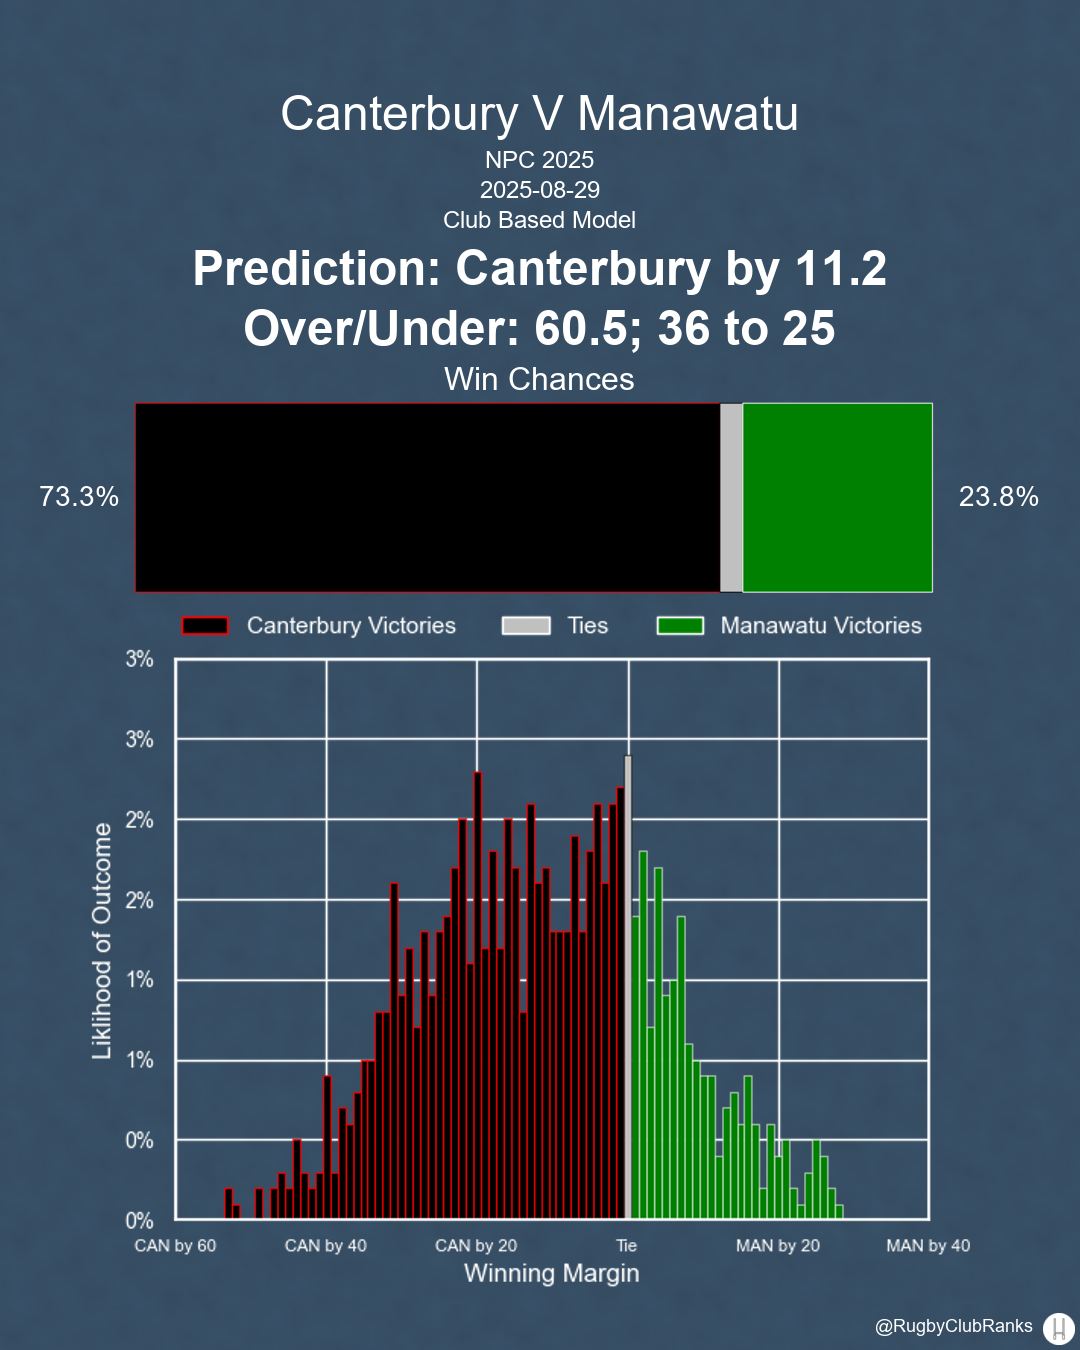 Canterbury V Manawatu
NPC 2025
2025-08-29
Club Based Model
Prediction: Canterbury by 11.2
Over/Under: 60.5; 36 to 25
Win Chances
73.3%
23.8%
Canterbury Victories
Ties
Manawatu Victories
3%
3%
2%
2%
1%
1%
0%
0%
Liklihood of Outcome
CAN by 60
CAN by 40
CAN by 20
Tie
MAN by 20
MAN by 40
Winning Margin
@RugbyClubRanks